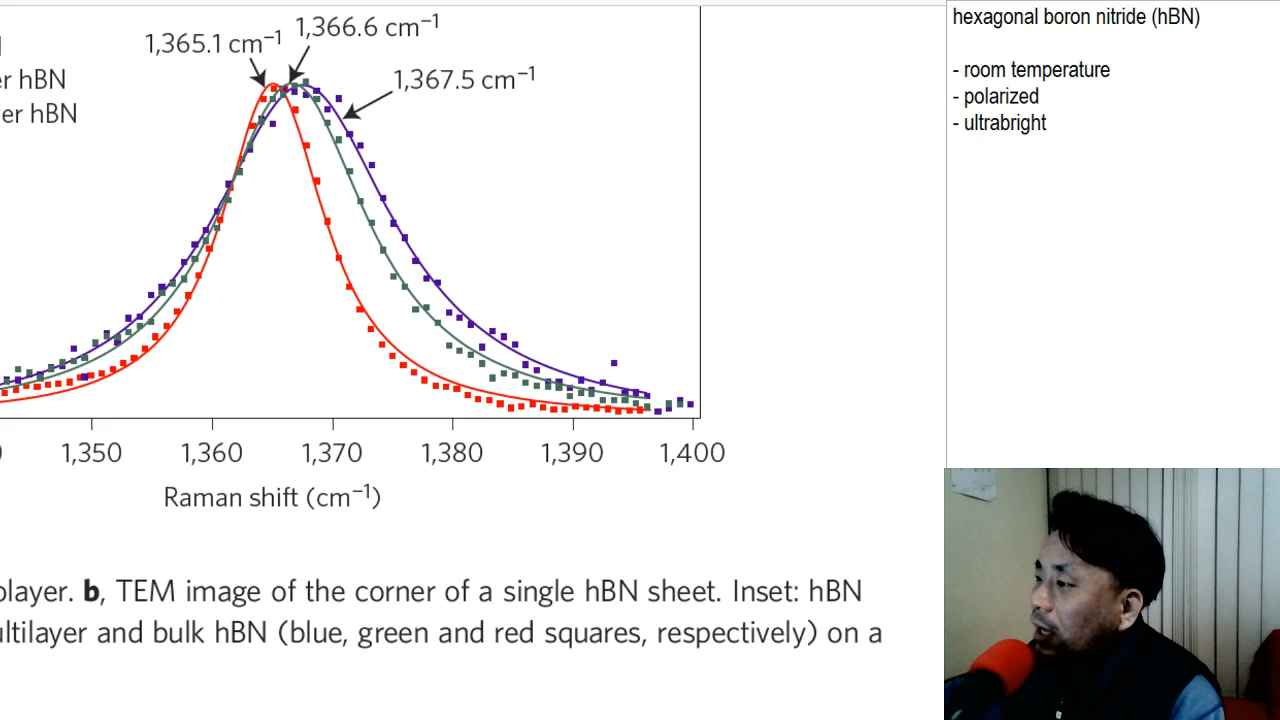 1,366.6 cm⁻¹
1,365.1 cm⁻¹
er hBN
1,367.5 cm⁻¹
er hBN
1,350 1,360 1,370 1,380 1,390 1,400
Raman shift (cm⁻¹)
olayer. b, TEM image of the corner of a single hBN sheet. Inset: hBN
ultilayer and bulk hBN (blue, green and red squares, respectively) on a
hexagonal boron nitride (hBN)
- room temperature
- polarized
- ultrabright